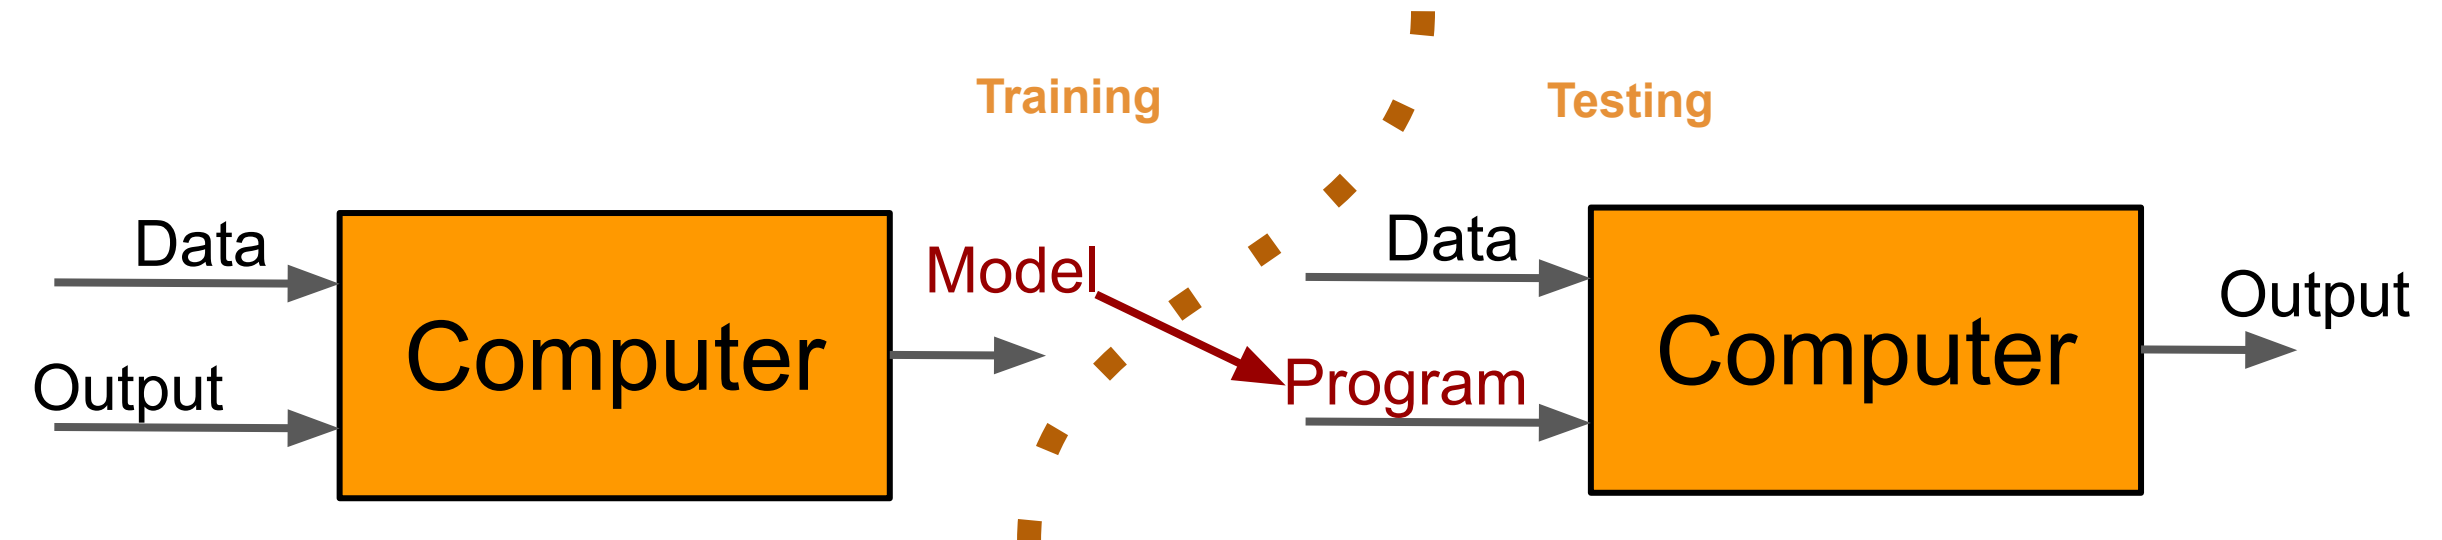 Training
Testing
Data
Output
Computer
Model
Data
Program
Computer
Output